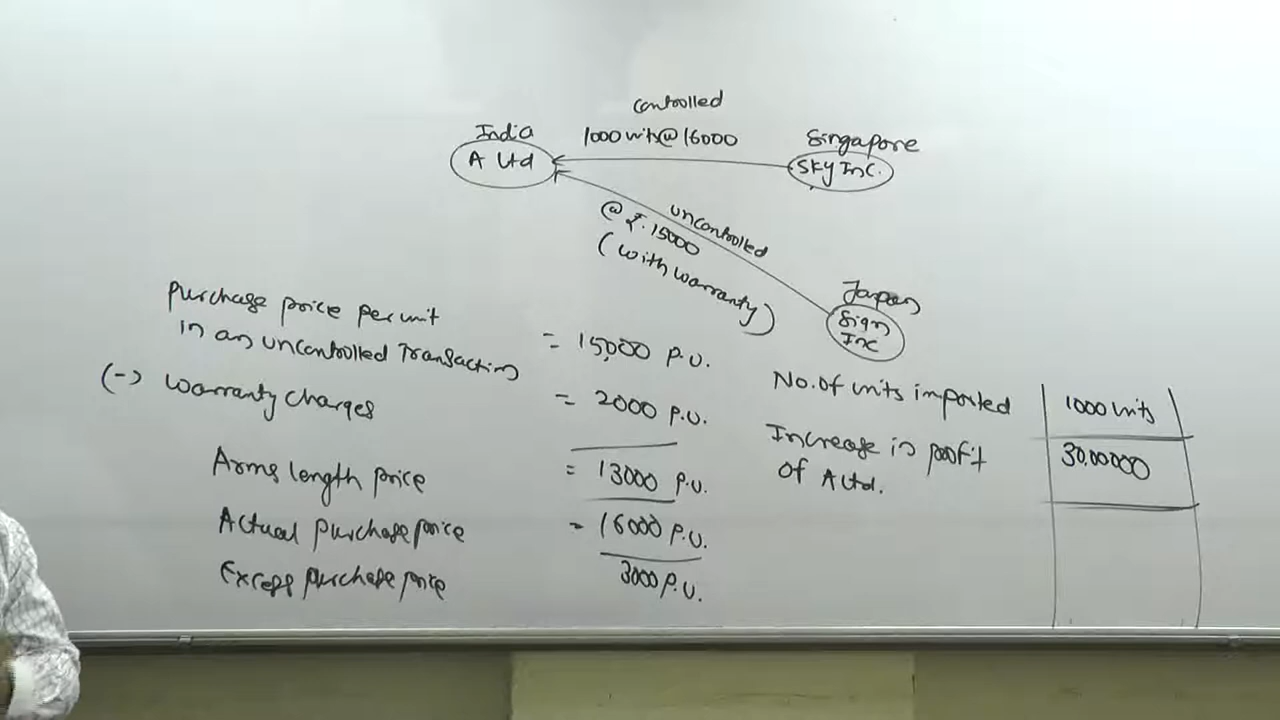 Controlled
India
1000 units@16000
Singapore
A Ltd
Sky Inc.
uncontrolled
@ ₹.15000
(with warranty)
Japan
Sign
Inc
Purchase price per unit
in an uncontrolled Transaction = 15,000 P.U.
(-) Warranty charges = 2000 P.U.
Arms length price = 13000 P.U.
Actual purchase price = 16000 P.U.
Excess purchase price 3000 P.U.
No. of units imported 1000 units
Increase in profit
of A Ltd. 30,00000